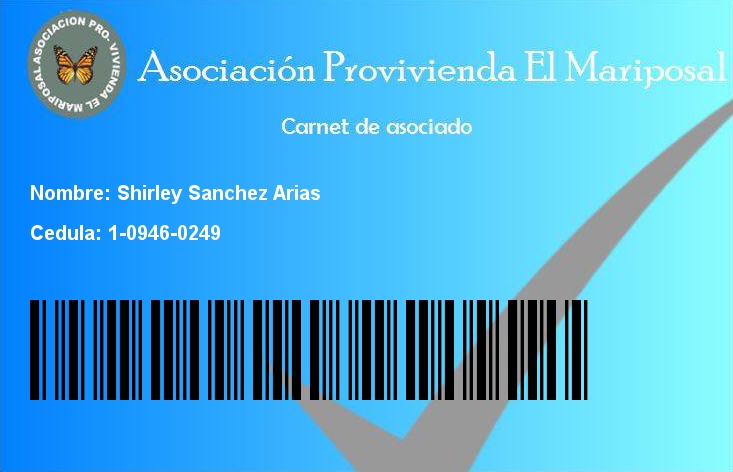 ASOCIACION PRO-VIVIENDA EL MARIPOSAL
Asociación Provivienda El Mariposal
Carnet de asociado
Nombre: Shirley Sanchez Arias
Cedula: 1-0946-0249